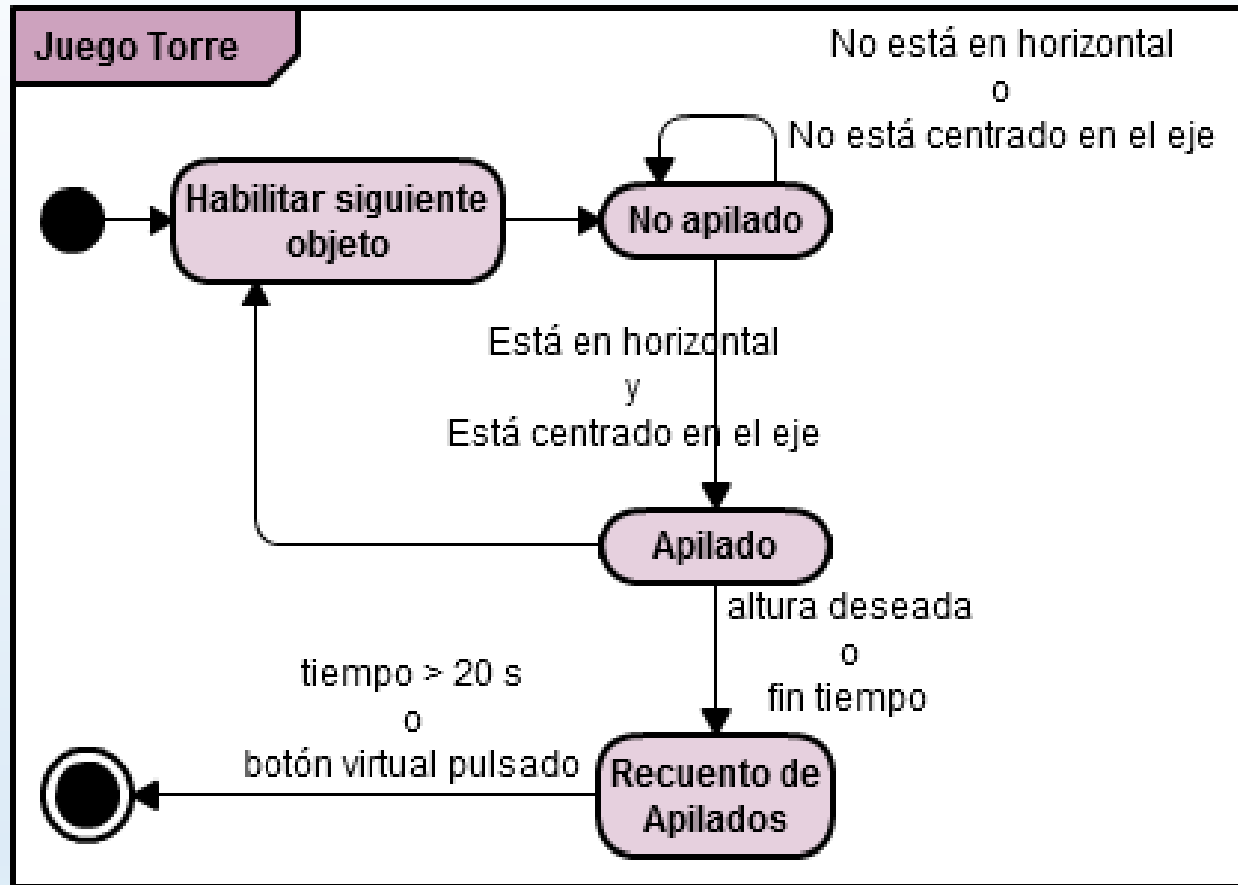 Juego Torre
No está en horizontal
o
No está centrado en el eje
Habilitar siguiente
objeto
No apilado
Está en horizontal
y
Está centrado en el eje
Apilado
altura deseada
o
fin tiempo
tiempo > 20 s
o
botón virtual pulsado
Recuento de
Apilados